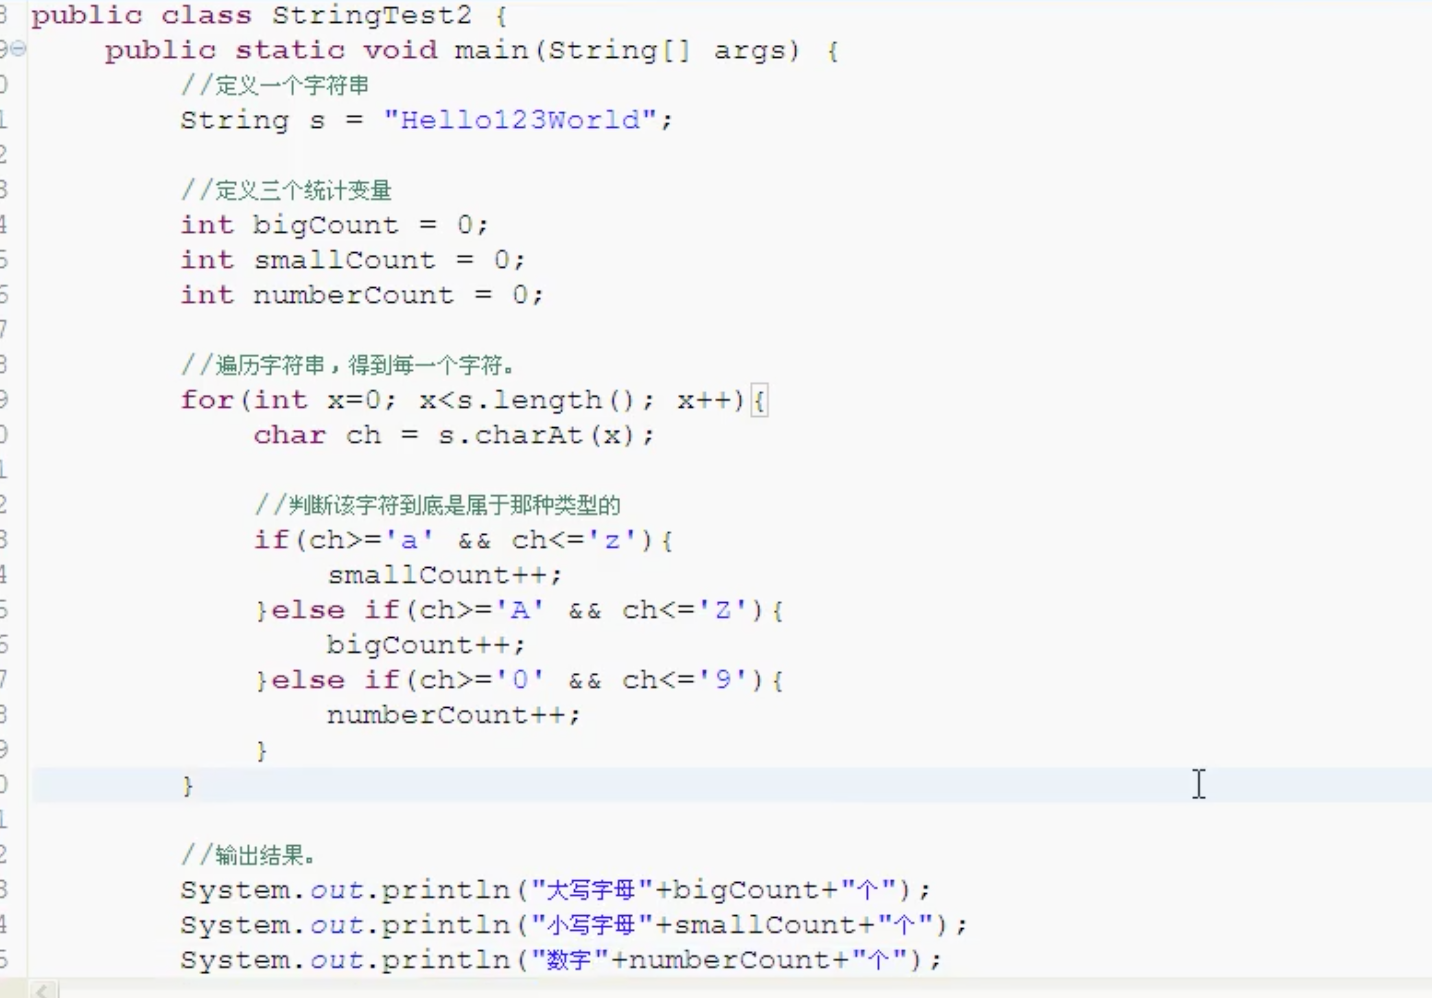 public class StringTest2 {
public static void main(String[] args) {
//定义一个字符串
String s = "Hello123World";
//定义三个统计变量
int bigCount = 0;
int smallCount = 0;
int numberCount = 0;
//遍历字符串，得到每一个字符。
for(int x=0; x<s.length(); x++){
char ch = s.charAt(x);
//判断该字符到底是属于那种类型的
if(ch>='a' && ch<='z'){
smallCount++;
}else if(ch>='A' && ch<='Z'){
bigCount++;
}else if(ch>='0' && ch<='9'){
numberCount++;
}
}
//输出结果。
System.out.println("大写字母"+bigCount+"个");
System.out.println("小写字母"+smallCount+"个");
System.out.println("数字"+numberCount+"个");